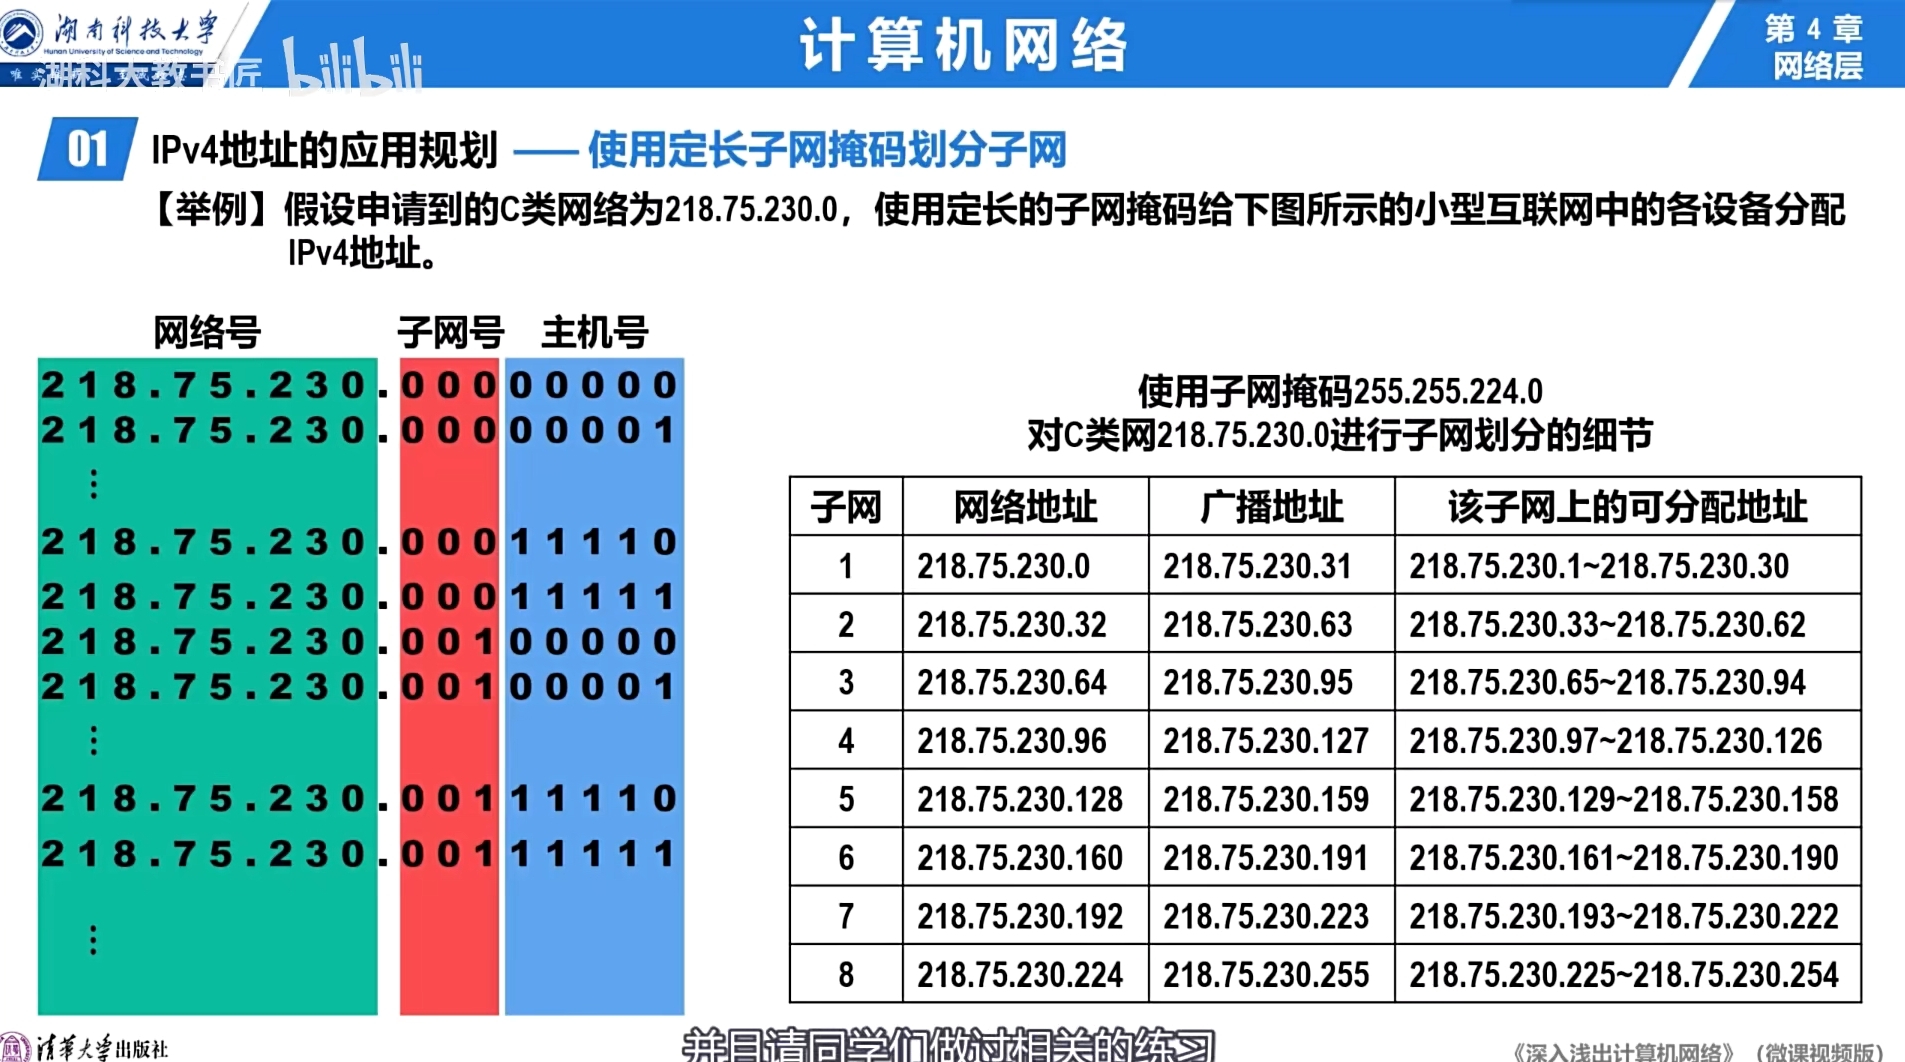 湖南科技大学
Hunan University of Science and Technology
湖科大教书匠 bilibili
计算机网络
第 4 章
网络层
01 IPv4地址的应用规划 —— 使用定长子网掩码划分子网
【举例】假设申请到的C类网络为218.75.230.0，使用定长的子网掩码给下图所示的小型互联网中的各设备分配
IPv4地址。
网络号 子网号 主机号
218.75.230.00000000
218.75.230.00000001
⋮
218.75.230.00011110
218.75.230.00011111
218.75.230.00100000
218.75.230.00100001
⋮
218.75.230.00111110
218.75.230.00111111
⋮
使用子网掩码255.255.224.0
对C类网218.75.230.0进行子网划分的细节
子网 网络地址 广播地址 该子网上的可分配地址
1 218.75.230.0 218.75.230.31 218.75.230.1~218.75.230.30
2 218.75.230.32 218.75.230.63 218.75.230.33~218.75.230.62
3 218.75.230.64 218.75.230.95 218.75.230.65~218.75.230.94
4 218.75.230.96 218.75.230.127 218.75.230.97~218.75.230.126
5 218.75.230.128 218.75.230.159 218.75.230.129~218.75.230.158
6 218.75.230.160 218.75.230.191 218.75.230.161~218.75.230.190
7 218.75.230.192 218.75.230.223 218.75.230.193~218.75.230.222
8 218.75.230.224 218.75.230.255 218.75.230.225~218.75.230.254
清华大学出版社
并且请同学们做过相关的练习
《深入浅出计算机网络》（微课视频版）